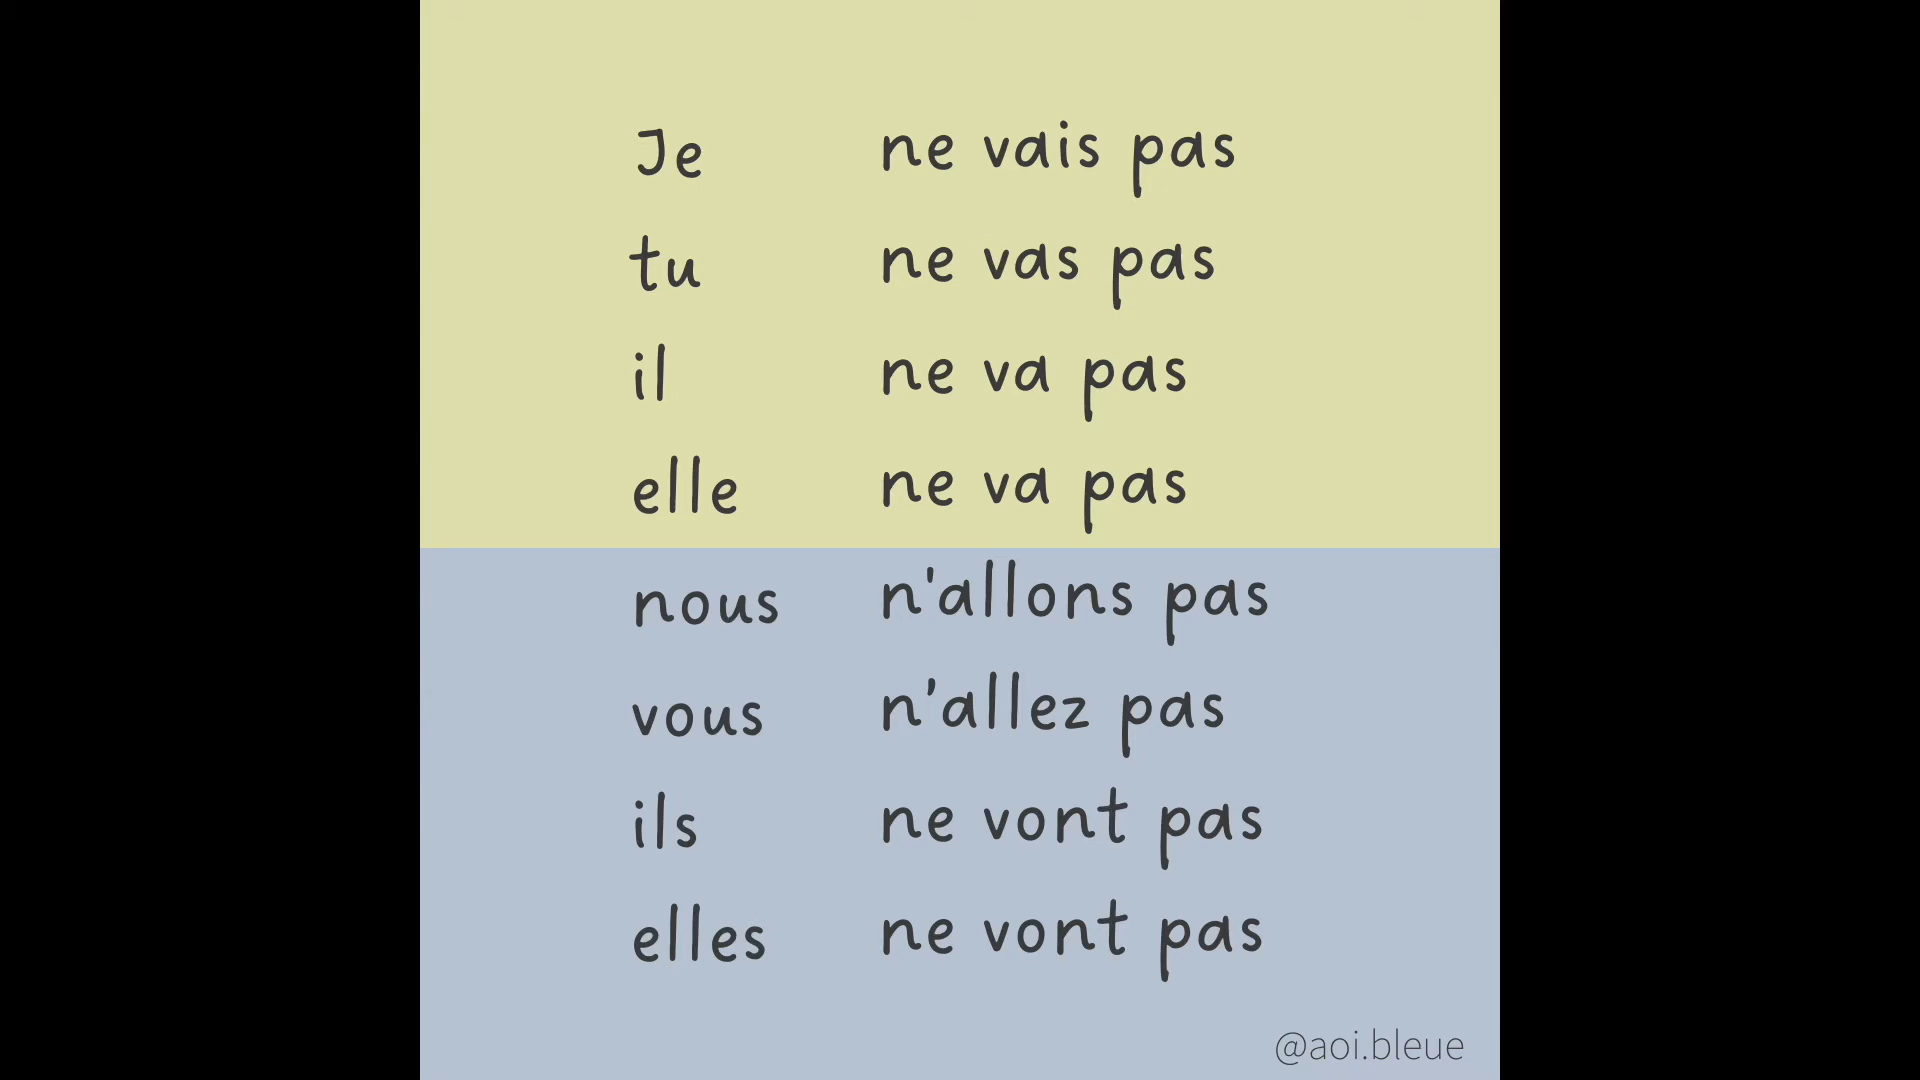 Je ne vais pas
tu ne vas pas
il ne va pas
elle ne va pas
nous n'allons pas
vous n'allez pas
ils ne vont pas
elles ne vont pas
@aoi.bleue